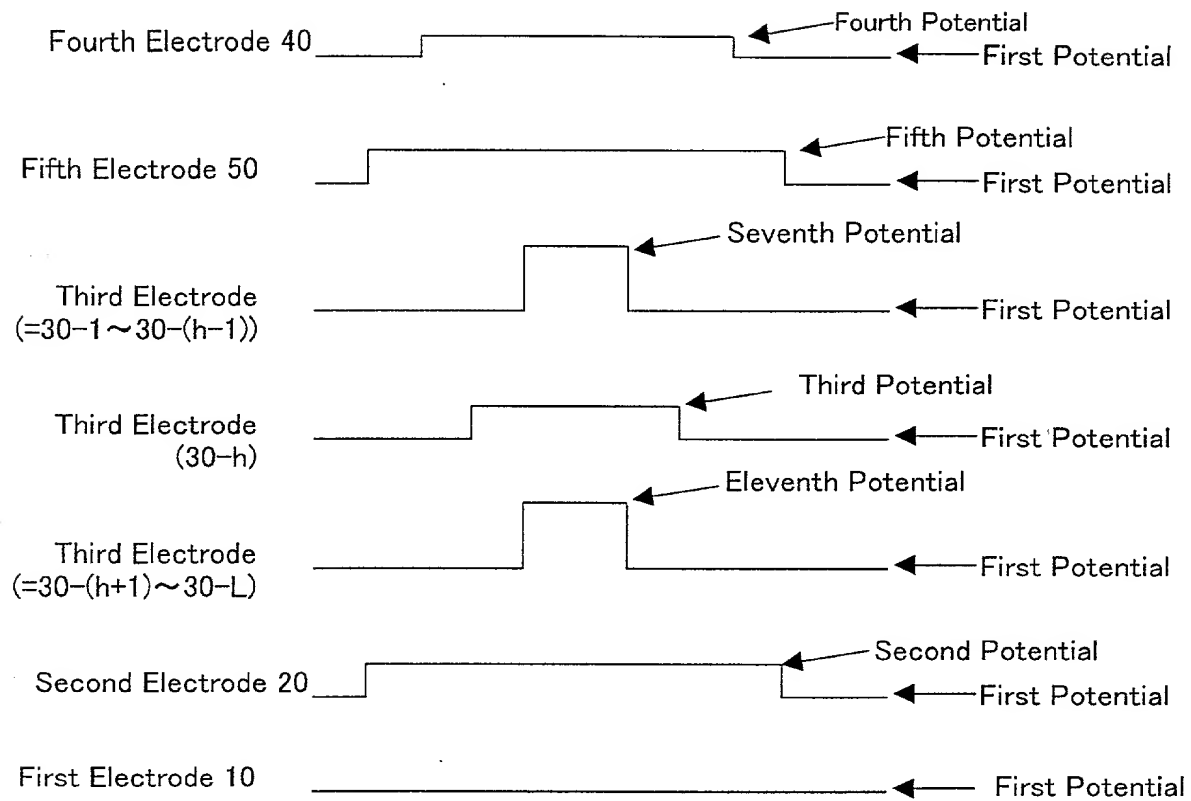 Fourth Electrode 40
Fourth Potential
First Potential
Fifth Electrode 50
Fifth Potential
First Potential
Third Electrode
(=30-1～30-(h-1))
Seventh Potential
First Potential
Third Electrode
(30-h)
Third Potential
First Potential
Third Electrode
(=30-(h+1)～30-L)
Eleventh Potential
First Potential
Second Electrode 20
Second Potential
First Potential
First Electrode 10
First Potential